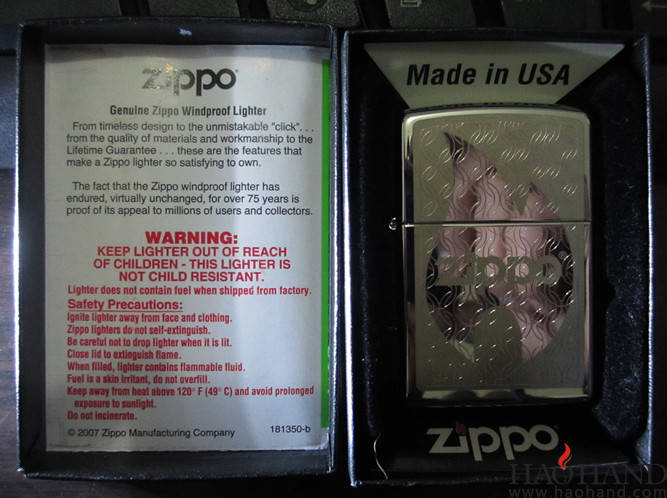 zippo
Genuine Zippo Windproof Lighter
From timeless design to the unmistakable "click". . .
from the quality of materials and workmanship to the
Lifetime Guarantee . . . these are the features that
make a Zippo lighter so satisfying to own.
The fact that the Zippo windproof lighter has
endured, virtually unchanged, for over 75 years is
proof of its appeal to millions of users and collectors.
WARNING:
KEEP LIGHTER OUT OF REACH
OF CHILDREN - THIS LIGHTER IS
NOT CHILD RESISTANT.
Lighter does not contain fuel when shipped from factory.
Safety Precautions:
Ignite lighter away from face and clothing.
Zippo lighters do not self-extinguish.
Be careful not to drop lighter when it is lit.
Close lid to extinguish flame.
When filled, lighter contains flammable fluid.
Fuel is a skin irritant, do not overfill.
Keep away from heat above 120° F (49° C) and avoid prolonged
exposure to sunlight.
Do not incinerate.
© 2007 Zippo Manufacturing Company 181350-b
Made in USA
zippo
zippo
HAOHAND
www.haohand.com